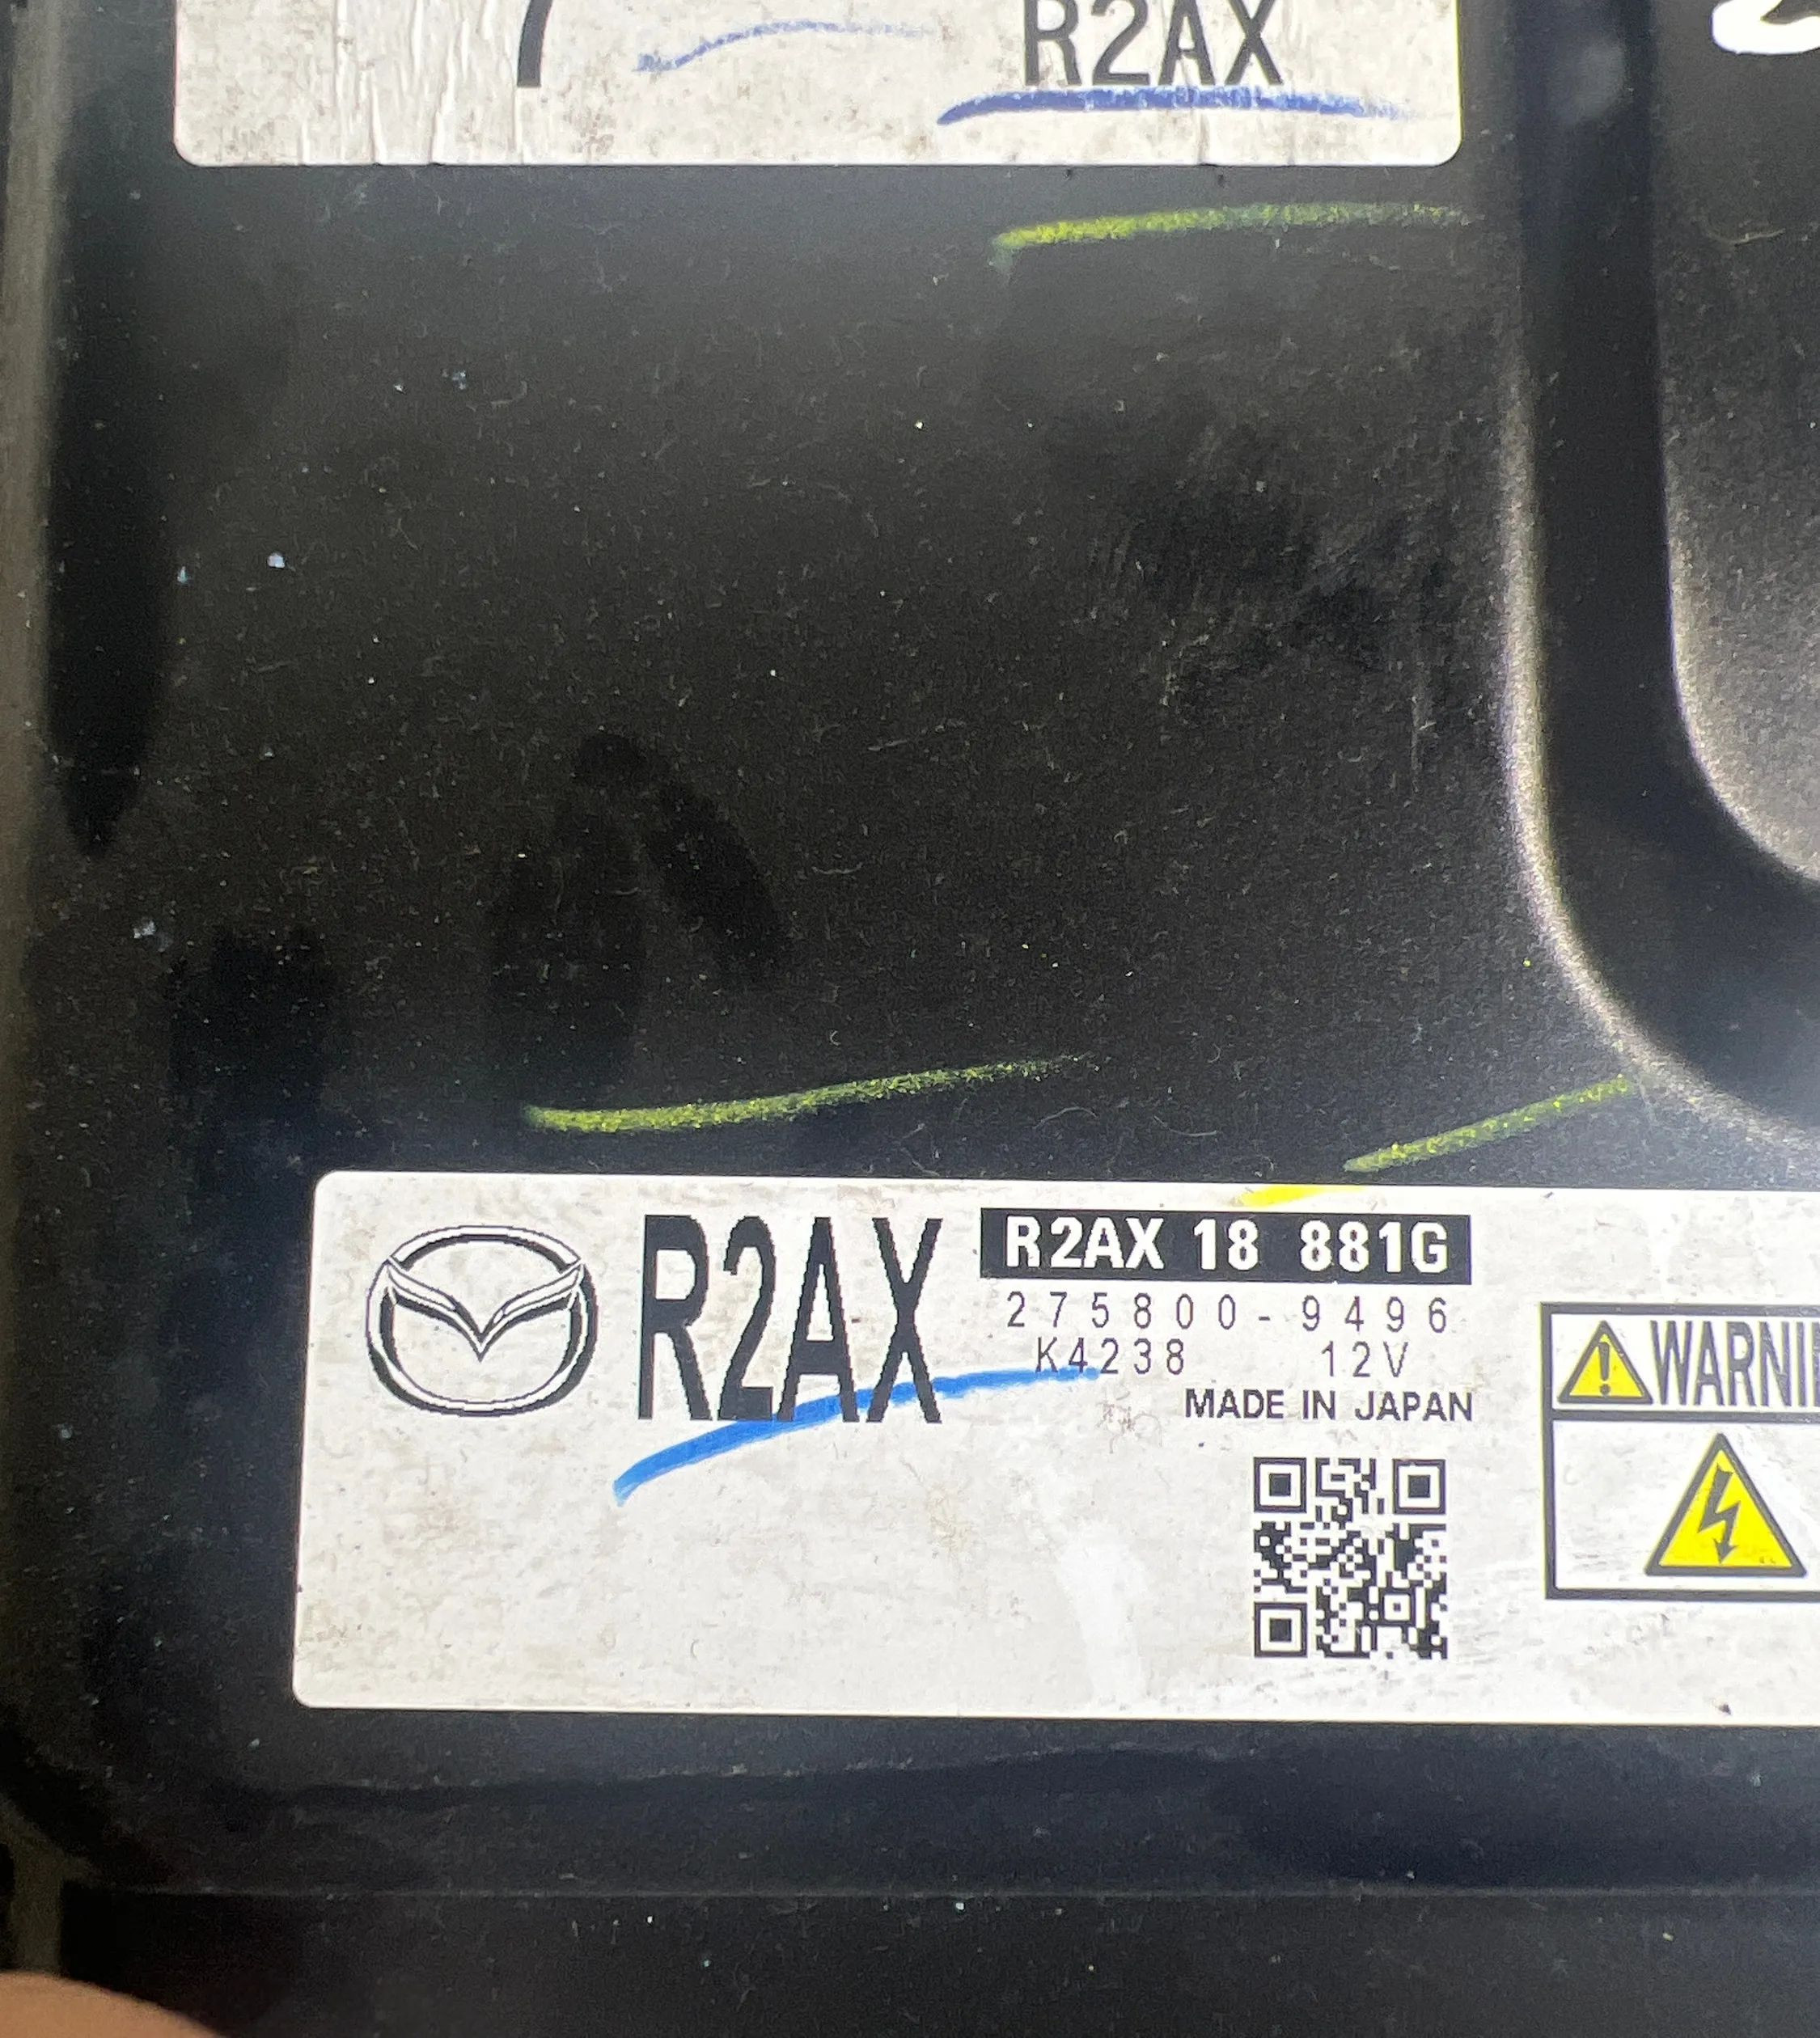 R2AX
R2AX
R2AX 18 881G
275800-9496
K4238 12V
MADE IN JAPAN